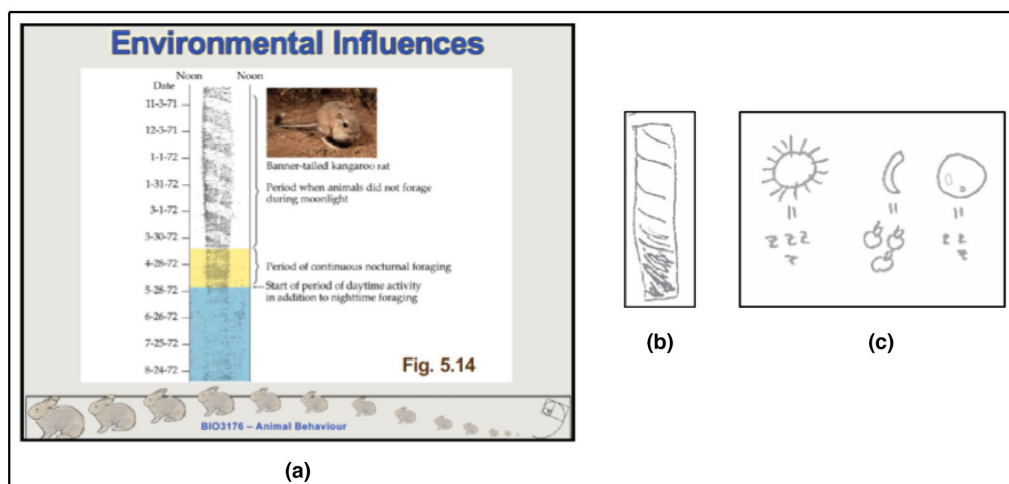 Environmental Influences
Noon Noon
Date
11-3-71
12-3-71
1-1-72
1-31-72
3-1-72
3-30-72
4-28-72
5-28-72
6-26-72
7-25-72
8-24-72
Banner-tailed kangaroo rat
Period when animals did not forage
during moonlight
Period of continuous nocturnal foraging
Start of period of daytime activity
in addition to nighttime foraging
Fig. 5.14
BIO3176 – Animal Behaviour
(a)
(b)
z z z
z
z z
z
(c)